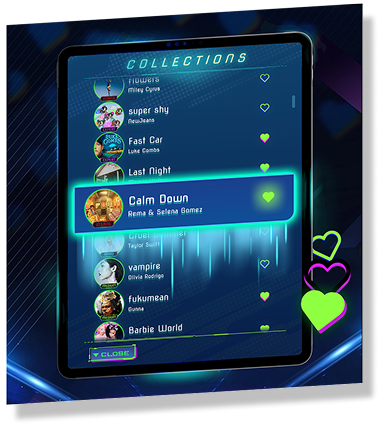 COLLECTIONS
Flowers
Miley Cyrus
super shy
NewJeans
Fast Car
Luke Combs
Last Night
Calm Down
Rema & Selena Gomez
Taylor Swift
vampire
Olivia Rodrigo
fukumean
Gunna
Barbie World
CLOSE